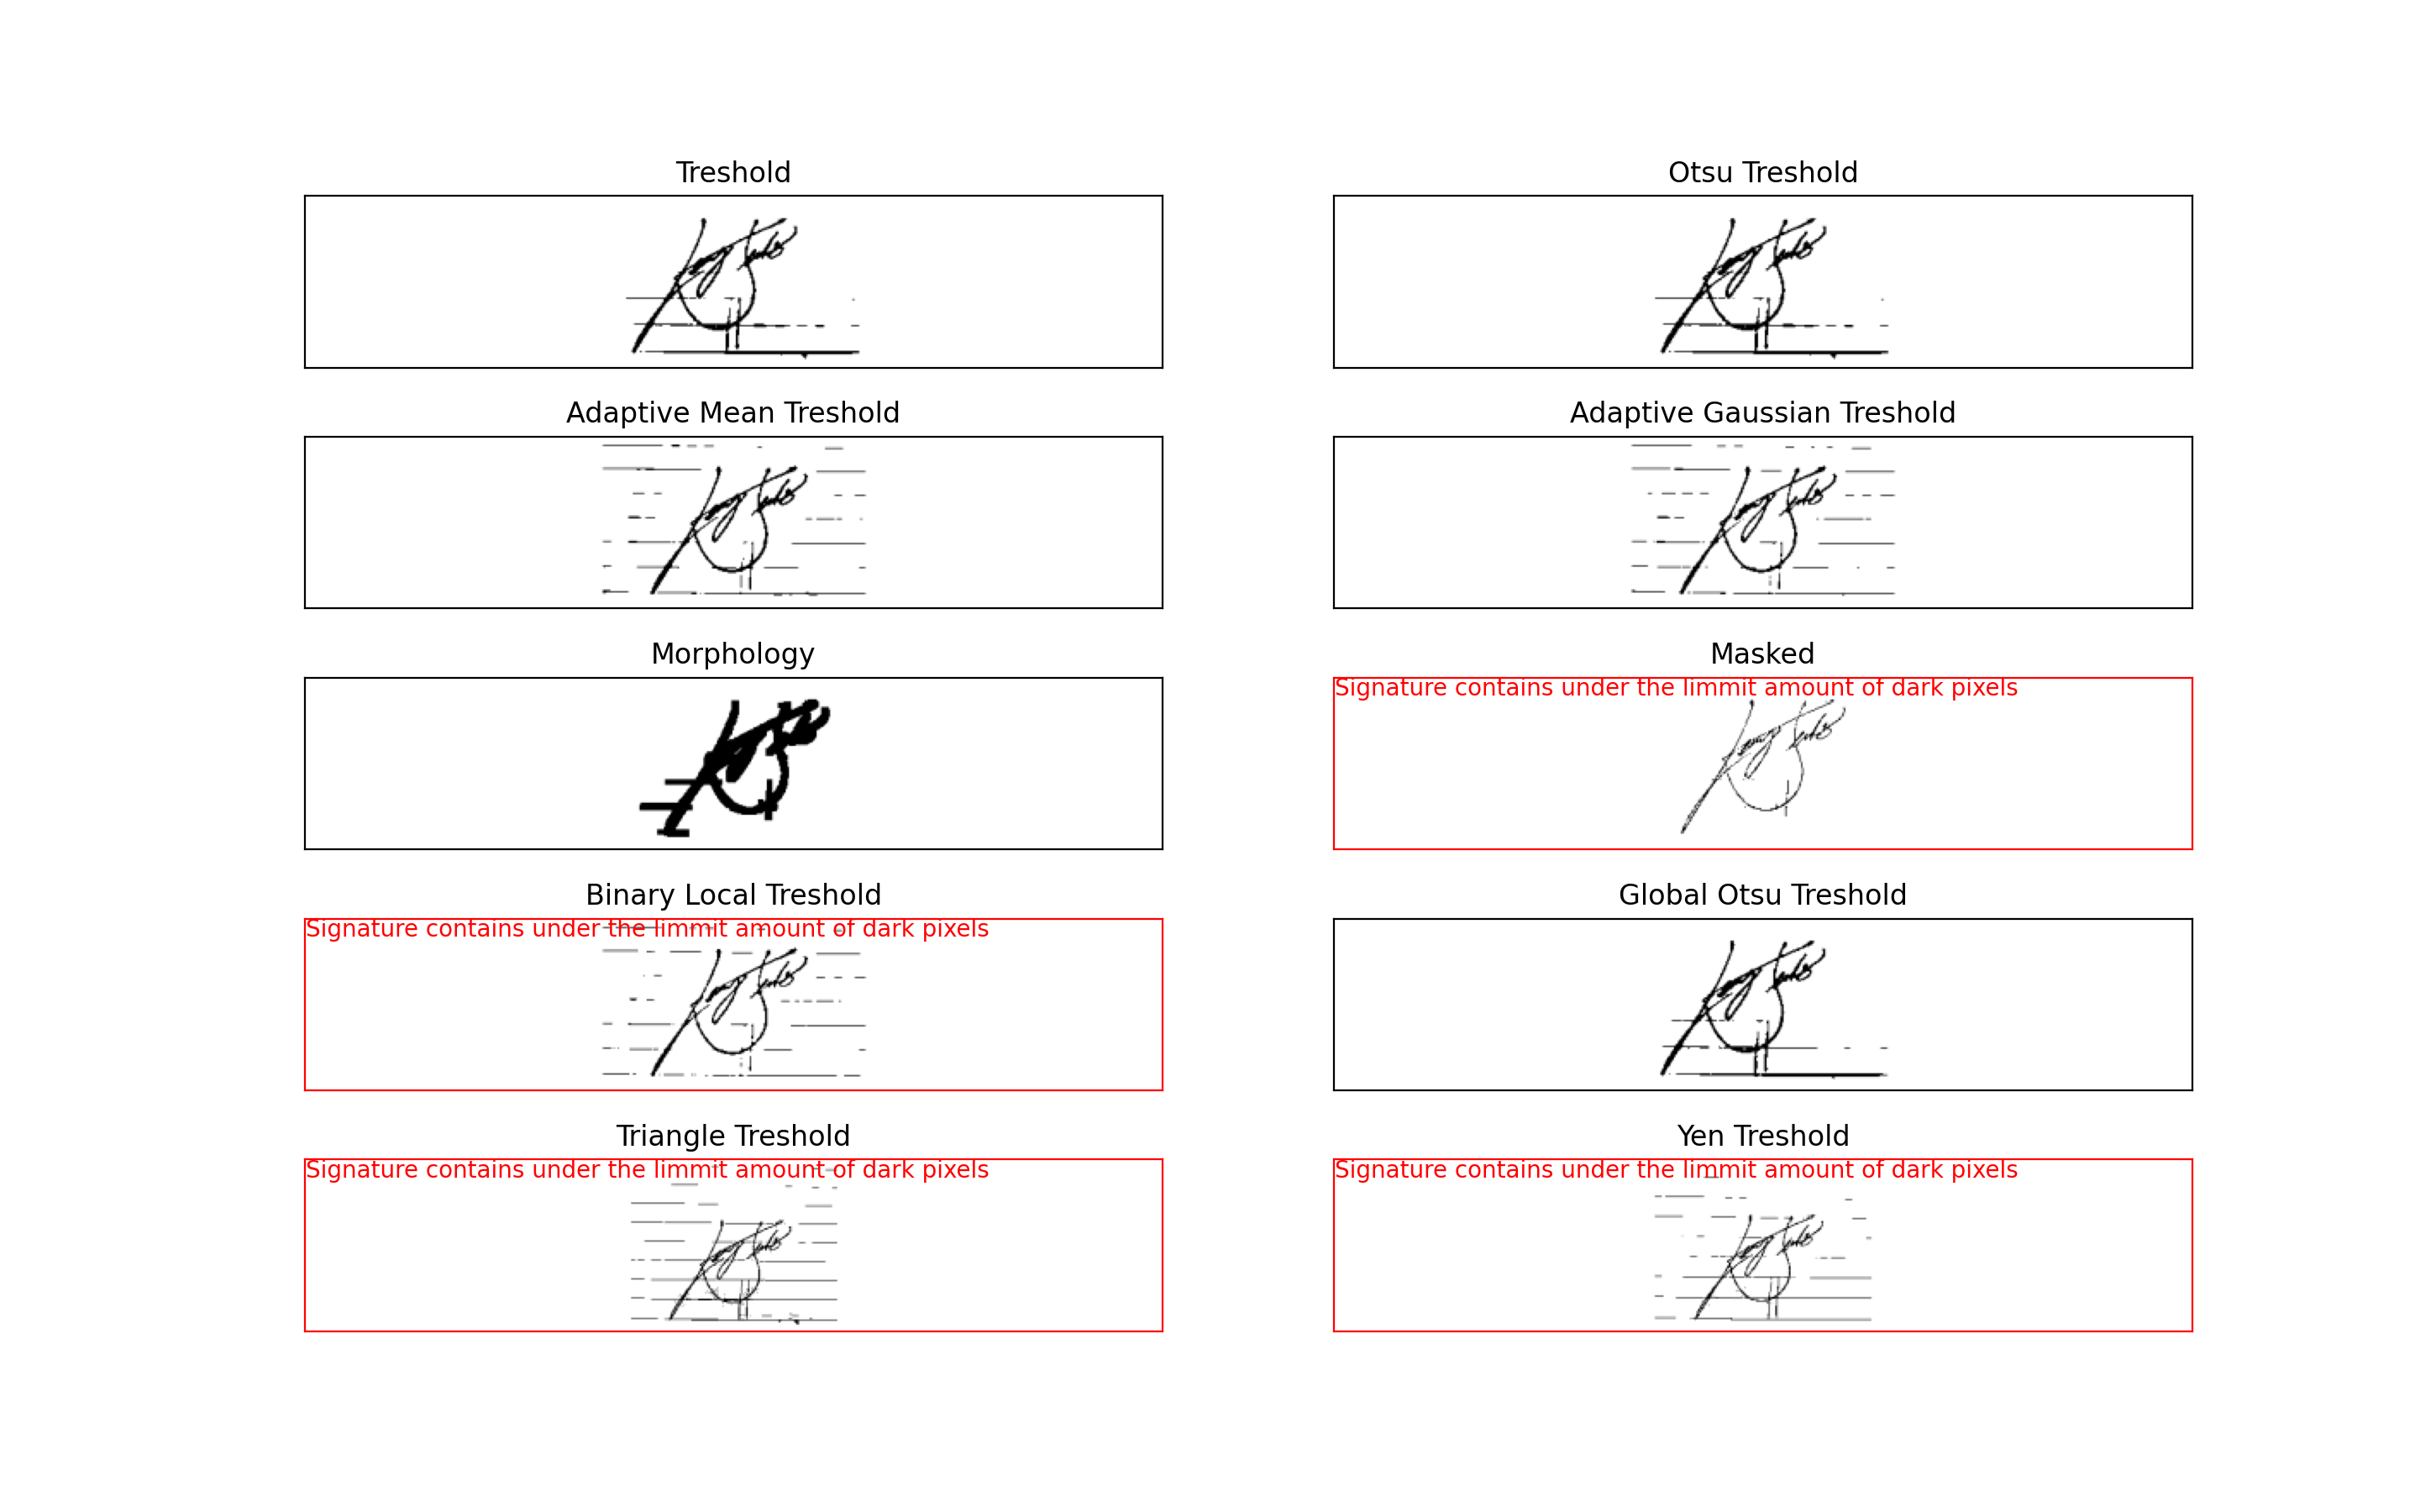 Treshold
Otsu Treshold
Adaptive Mean Treshold
Adaptive Gaussian Treshold
Morphology
Masked
Signature contains under the limmit amount of dark pixels
Binary Local Treshold
Global Otsu Treshold
Signature contains under the limmit amount of dark pixels
Triangle Treshold
Yen Treshold
Signature contains under the limmit amount of dark pixels
Signature contains under the limmit amount of dark pixels